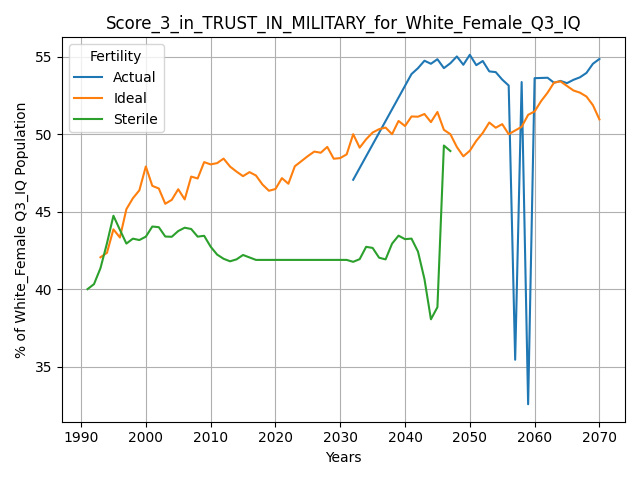 Score_3_in_TRUST_IN_MILITARY_for_White_Female_Q3_IQ
Fertility
Actual
Ideal
Sterile
% of White_Female Q3_IQ Population
55
50
45
40
35
1990 2000 2010 2020 2030 2040 2050 2060 2070
Years